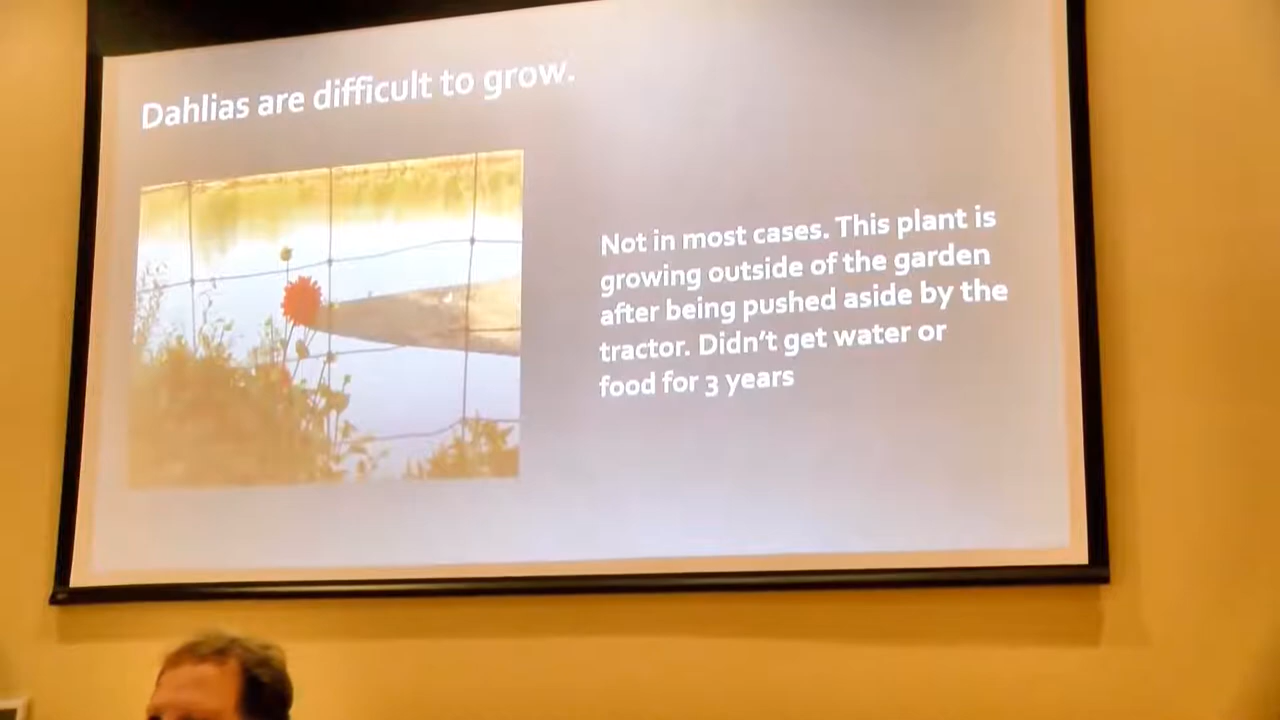 Dahlias are difficult to grow.
Not in most cases. This plant is
growing outside of the garden
after being pushed aside by the
tractor. Didn't get water or
food for 3 years